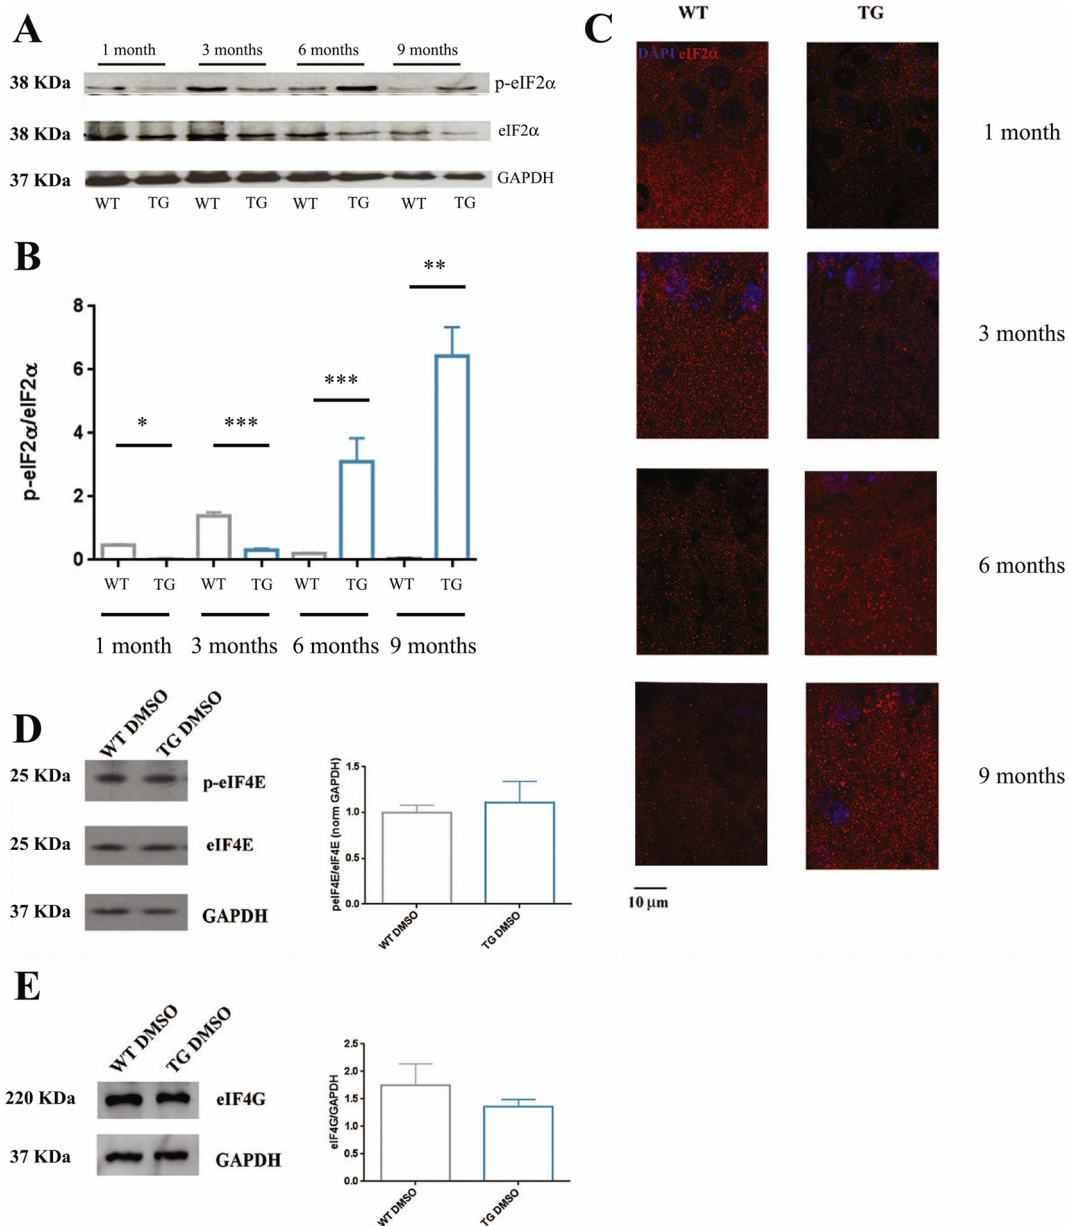 A
1 month 3 months 6 months 9 months
38 KDa p-eIF2α
38 KDa eIF2α
37 KDa GAPDH
WT TG WT TG WT TG WT TG
B
* *** *** **
p-eIF2α/eIF2α
8
6
4
2
0
WT TG WT TG WT TG WT TG
1 month 3 months 6 months 9 months
C
WT TG
DAPI eIF2α
1 month
3 months
6 months
9 months
10 µm
D
WT DMSO TG DMSO
25 KDa p-eIF4E
25 KDa eIF4E
37 KDa GAPDH
peIF4E/eIF4E (norm GAPDH)
1.5
1.0
0.5
0.0
WT DMSO TG DMSO
E
WT DMSO TG DMSO
220 KDa eIF4G
37 KDa GAPDH
eIF4G/GAPDH
2.5
2.0
1.5
1.0
0.5
0.0
WT DMSO TG DMSO